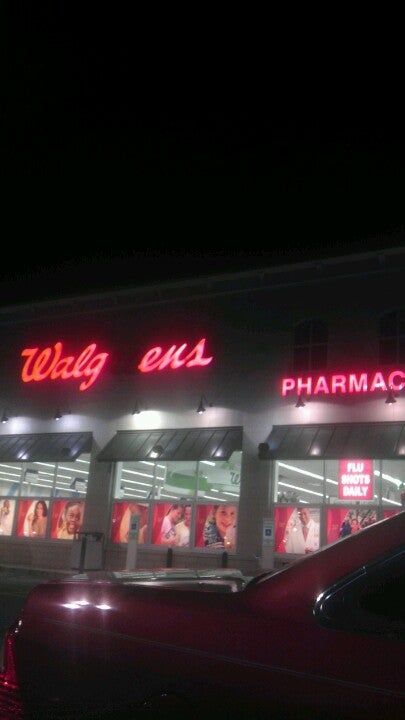 Walg ens
PHARMAC
FLU
SHOTS
DAILY